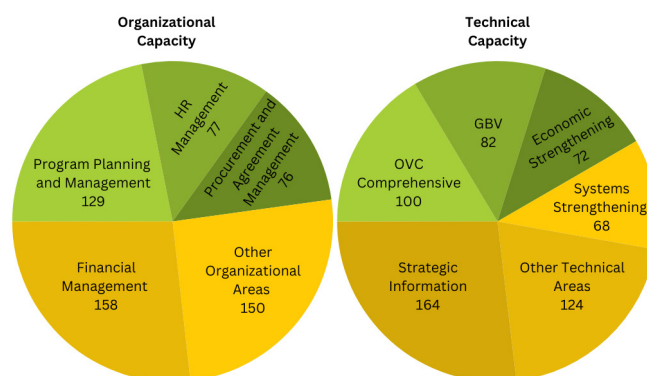 Organizational
Capacity
Program Planning
and Management
129
HR
Management
77
Procurement and
Agreement
Management
76
Financial
Management
158
Other
Organizational
Areas
150
Technical
Capacity
OVC
Comprehensive
100
GBV
82
Economic
Strengthening
72
Systems
Strengthening
68
Strategic
Information
164
Other Technical
Areas
124